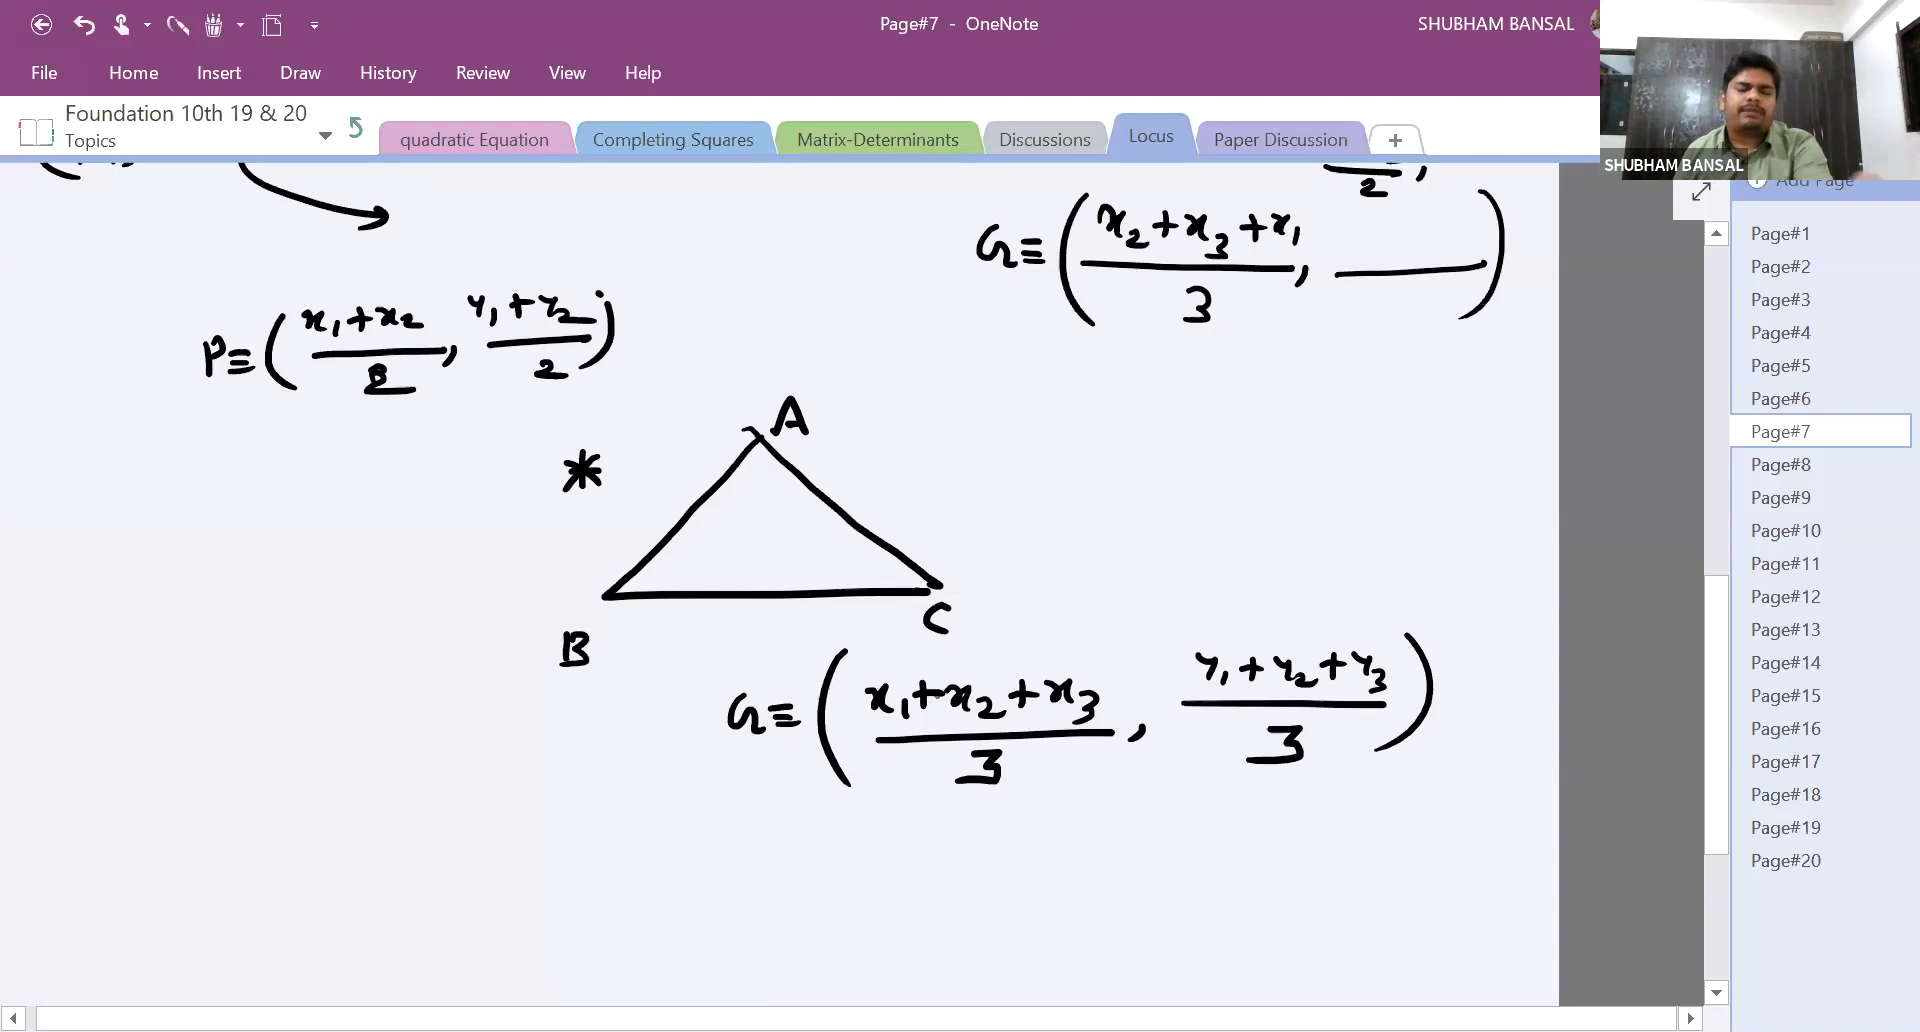 Page#7 - OneNote
SHUBHAM BANSAL
File Home Insert Draw History Review View Help
Foundation 10th 19 & 20
Topics
quadratic Equation
Completing Squares
Matrix-Determinants
Discussions
Locus
Paper Discussion
+
SHUBHAM BANSAL
Add Page
Page#1
Page#2
Page#3
Page#4
Page#5
Page#6
Page#7
Page#8
Page#9
Page#10
Page#11
Page#12
Page#13
Page#14
Page#15
Page#16
Page#17
Page#18
Page#19
Page#20
2 ,
G ≡ ( x₂ + x₃ + x₁ / 3 , ___ )
P ≡ ( x₁ + x₂ / 2 , y₁ + y₂ / 2 )
*
A
B
C
G ≡ ( x₁ + x₂ + x₃ / 3 , y₁ + y₂ + y₃ / 3 )